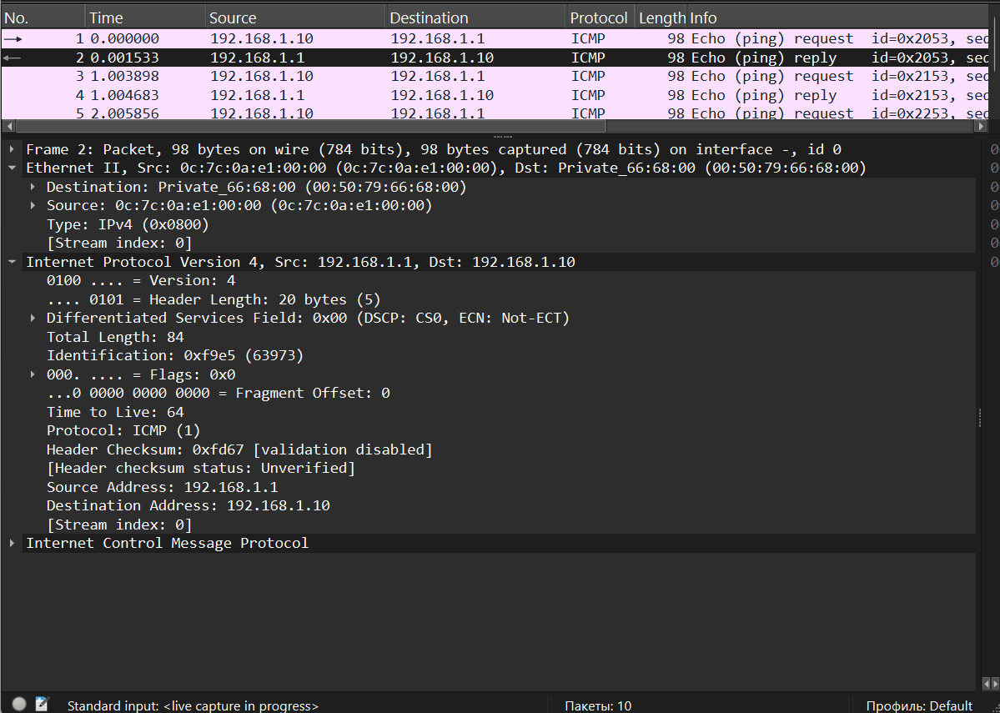 No. Time Source Destination Protocol Length Info
1 0.000000 192.168.1.10 192.168.1.1 ICMP 98 Echo (ping) request id=0x2053, sec
2 0.001533 192.168.1.1 192.168.1.10 ICMP 98 Echo (ping) reply id=0x2053, sec
3 1.003898 192.168.1.10 192.168.1.1 ICMP 98 Echo (ping) request id=0x2153, sec
4 1.004683 192.168.1.1 192.168.1.10 ICMP 98 Echo (ping) reply id=0x2153, sec
5 2.005856 192.168.1.10 192.168.1.1 ICMP 98 Echo (ping) request id=0x2253, sec
Frame 2: Packet, 98 bytes on wire (784 bits), 98 bytes captured (784 bits) on interface -, id 0
Ethernet II, Src: 0c:7c:0a:e1:00:00 (0c:7c:0a:e1:00:00), Dst: Private_66:68:00 (00:50:79:66:68:00)
Destination: Private_66:68:00 (00:50:79:66:68:00)
Source: 0c:7c:0a:e1:00:00 (0c:7c:0a:e1:00:00)
Type: IPv4 (0x0800)
[Stream index: 0]
Internet Protocol Version 4, Src: 192.168.1.1, Dst: 192.168.1.10
0100 .... = Version: 4
.... 0101 = Header Length: 20 bytes (5)
Differentiated Services Field: 0x00 (DSCP: CS0, ECN: Not-ECT)
Total Length: 84
Identification: 0xf9e5 (63973)
000. .... = Flags: 0x0
...0 0000 0000 0000 = Fragment Offset: 0
Time to Live: 64
Protocol: ICMP (1)
Header Checksum: 0xfd67 [validation disabled]
[Header checksum status: Unverified]
Source Address: 192.168.1.1
Destination Address: 192.168.1.10
[Stream index: 0]
Internet Control Message Protocol
Standard input: <live capture in progress> Пакеты: 10 Профиль: Default